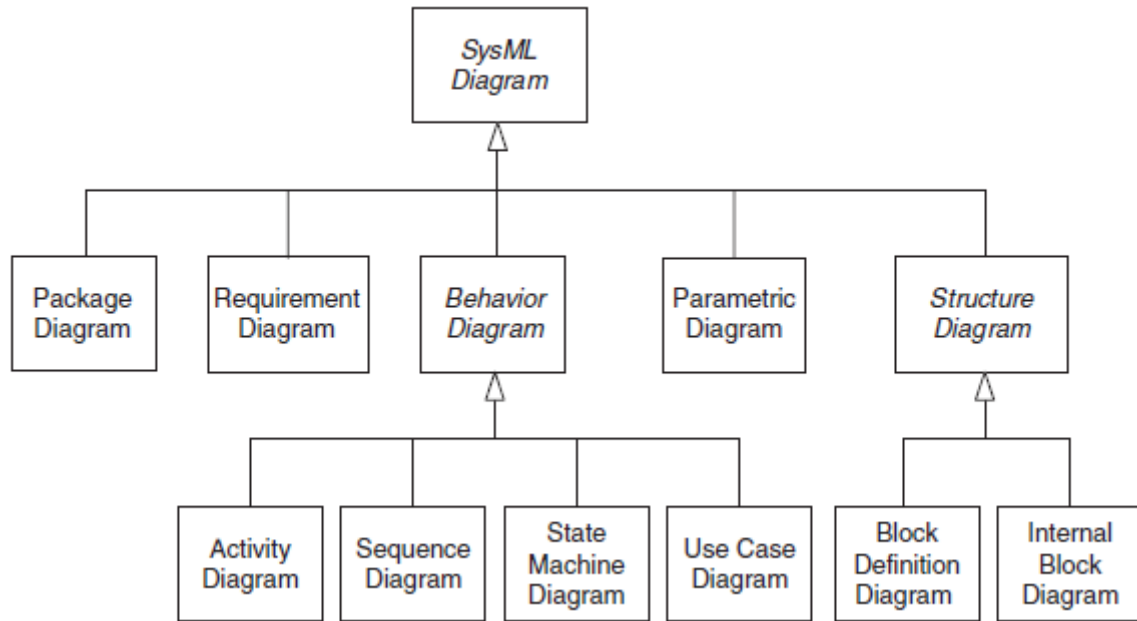 SysML
Diagram
Package
Diagram
Requirement
Diagram
Behavior
Diagram
Parametric
Diagram
Structure
Diagram
Activity
Diagram
Sequence
Diagram
State
Machine
Diagram
Use Case
Diagram
Block
Definition
Diagram
Internal
Block
Diagram